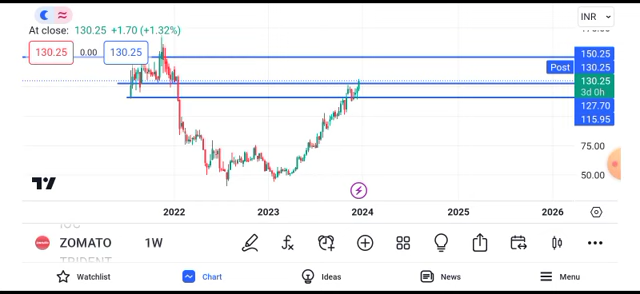 INR
At close: 130.25 +1.70 (+1.32%)
130.25 0.00 130.25
150.25
Post 130.25
130.25
3d 0h
127.70
115.95
75.00
50.00
2022 2023 2024 2025 2026
ZOMATO 1W
TRIDENT
Watchlist Chart Ideas News Menu